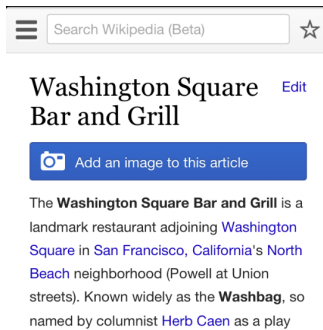 Search Wikipedia (Beta)
Washington Square Edit
Bar and Grill
Add an image to this article
The Washington Square Bar and Grill is a
landmark restaurant adjoining Washington
Square in San Francisco, California's North
Beach neighborhood (Powell at Union
streets). Known widely as the Washbag, so
named by columnist Herb Caen as a play